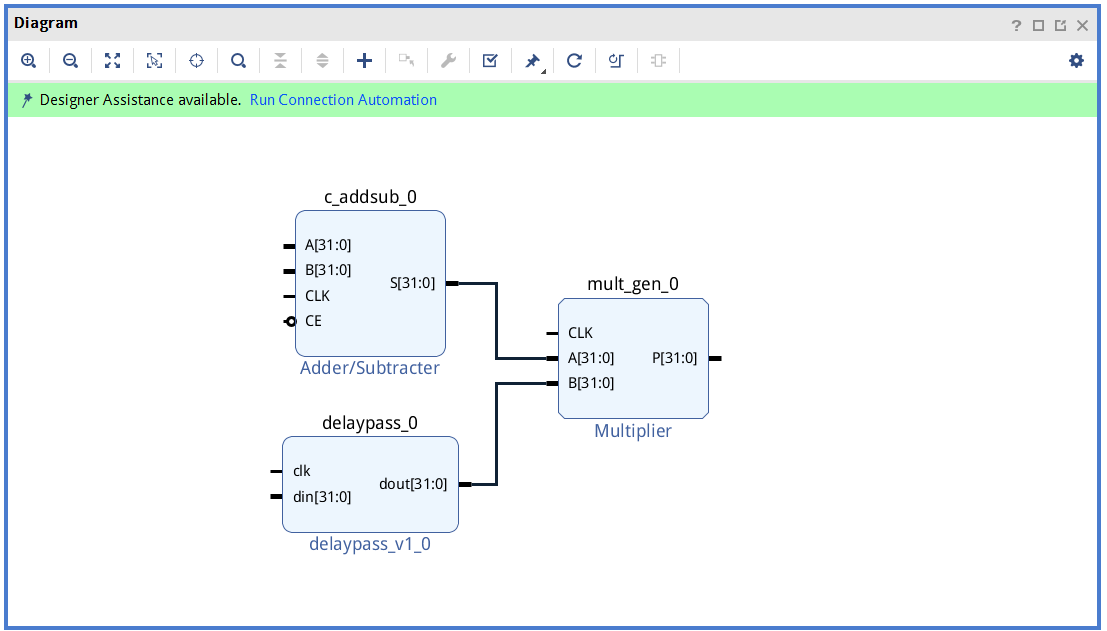 Diagram
?
Designer Assistance available. Run Connection Automation
c_addsub_0
A[31:0]
B[31:0]
CLK
CE
S[31:0]
Adder/Subtracter
mult_gen_0
CLK
A[31:0]
B[31:0]
P[31:0]
Multiplier
delaypass_0
clk
din[31:0]
dout[31:0]
delaypass_v1_0